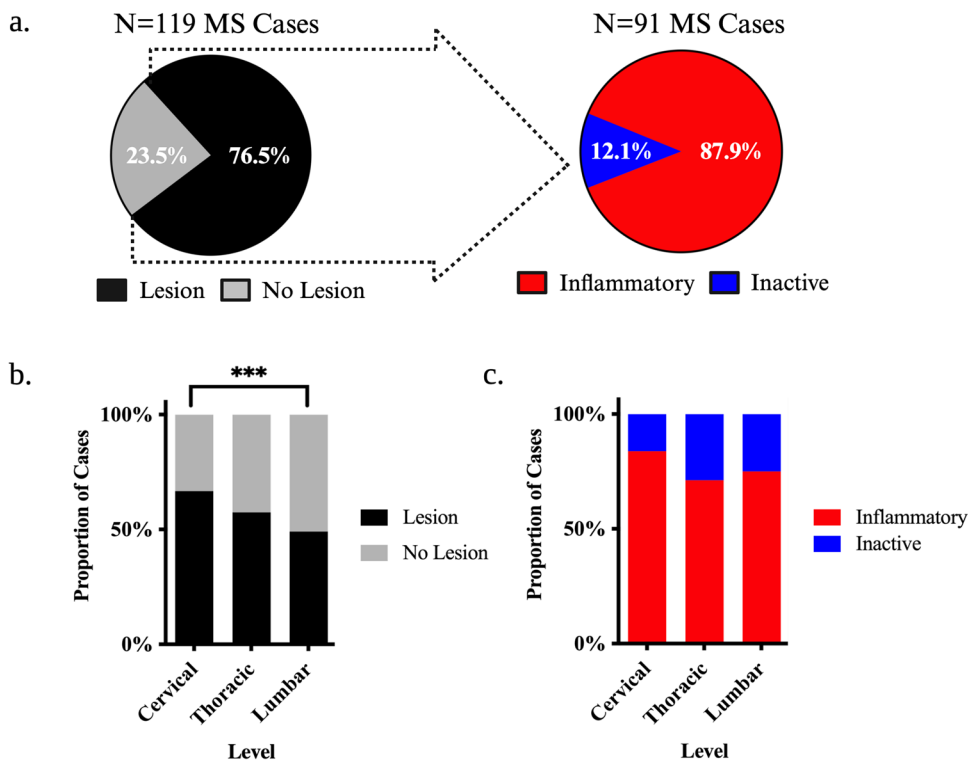 a.
N=119 MS Cases
N=91 MS Cases
23.5%
76.5%
12.1%
87.9%
Lesion
No Lesion
Inflammatory
Inactive
b.
***
Proportion of Cases
100%
50%
0%
Cervical
Thoracic
Lumbar
Level
Lesion
No Lesion
c.
Proportion of Cases
100%
50%
0%
Cervical
Thoracic
Lumbar
Level
Inflammatory
Inactive